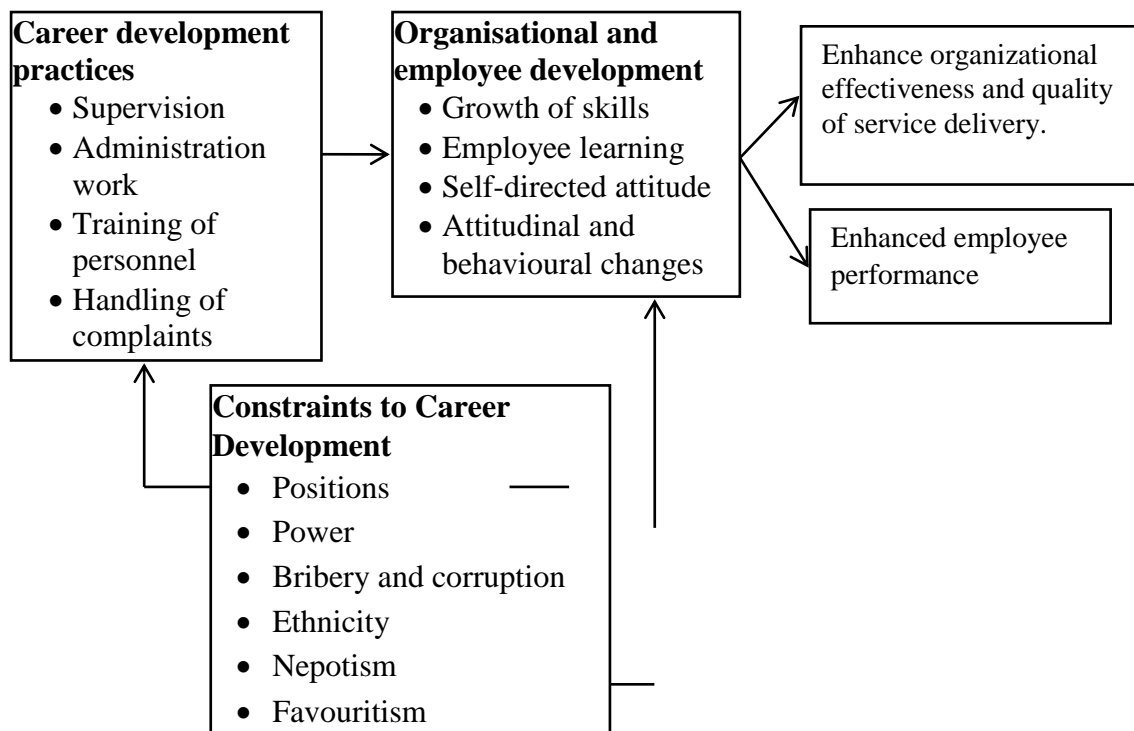 Career development
practices
• Supervision
• Administration
work
• Training of
personnel
• Handling of
complaints
Organisational and
employee development
• Growth of skills
• Employee learning
• Self-directed attitude
• Attitudinal and
behavioural changes
Enhance organizational
effectiveness and quality
of service delivery.
Enhanced employee
performance
Constraints to Career
Development
• Positions
• Power
• Bribery and corruption
• Ethnicity
• Nepotism
• Favouritism